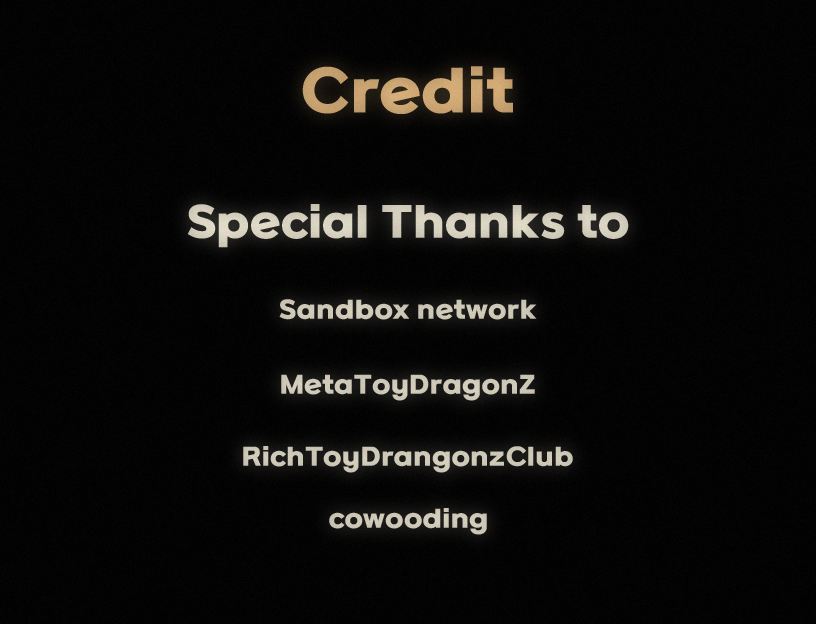 Credit
Special Thanks to
Sandbox network
MetaToyDragonZ
RichToyDrangonzClub
cowooding